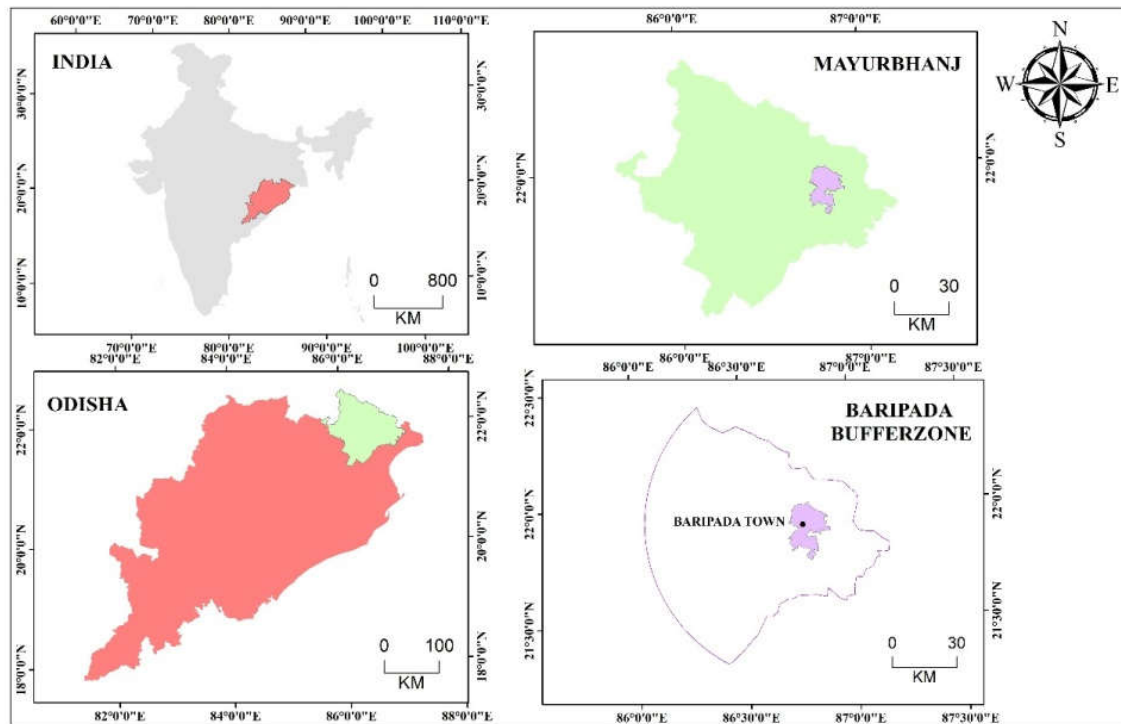 60°0'0"E 70°0'0"E 80°0'0"E 90°0'0"E 100°0'0"E 110°0'0"E
INDIA
30°0'0"N
20°0'0"N
10°0'0"N
30°0'0"N
20°0'0"N
10°0'0"N
0 800
KM
70°0'0"E 80°0'0"E 90°0'0"E 100°0'0"E
86°0'0"E 87°0'0"E
MAYURBHANJ
22°0'0"N
22°0'0"N
0 30
KM
86°0'0"E 87°0'0"E
N
W E
S
82°0'0"E 84°0'0"E 86°0'0"E 88°0'0"E
ODISHA
22°0'0"N
20°0'0"N
18°0'0"N
22°0'0"N
20°0'0"N
18°0'0"N
0 100
KM
82°0'0"E 84°0'0"E 86°0'0"E 88°0'0"E
86°0'0"E 86°30'0"E 87°0'0"E 87°30'0"E
BARIPADA
BUFFERZONE
22°30'0"N
22°0'0"N
21°30'0"N
BARIPADA TOWN
22°0'0"N
21°30'0"N
0 30
KM
86°0'0"E 86°30'0"E 87°0'0"E 87°30'0"E